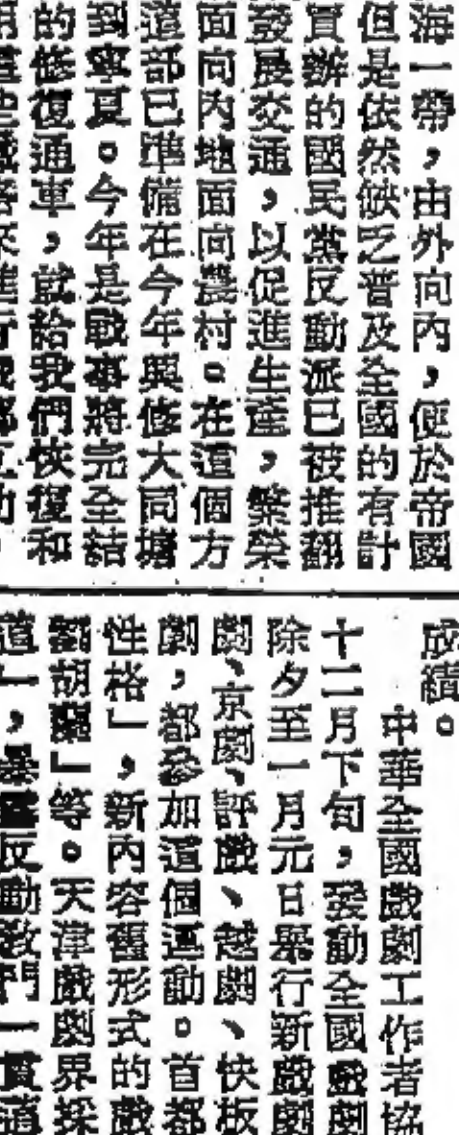 海一帶，由外向內，便於帝國
但是依然缺乏普及全國的有計
買辦的國民黨反動派已被推翻
發展交通，以促進生產，繁榮
面向內地面向農村。在這個方
道部已準備在今年興修大同塘
到寧夏。今年是戰事將完全結
的修復通車，就給我們恢復和
成績。
中華全國戲劇工作者協
十二月下旬，發動全國戲劇
除夕至一月元日舉行新戲劇
劇、京劇、評戲、越劇、快板
劇，都參加這個運動。首都
性格」，新內容舊形式的戲
劉胡蘭」等。天津戲劇界採
道」，暴露反動教門一貫道